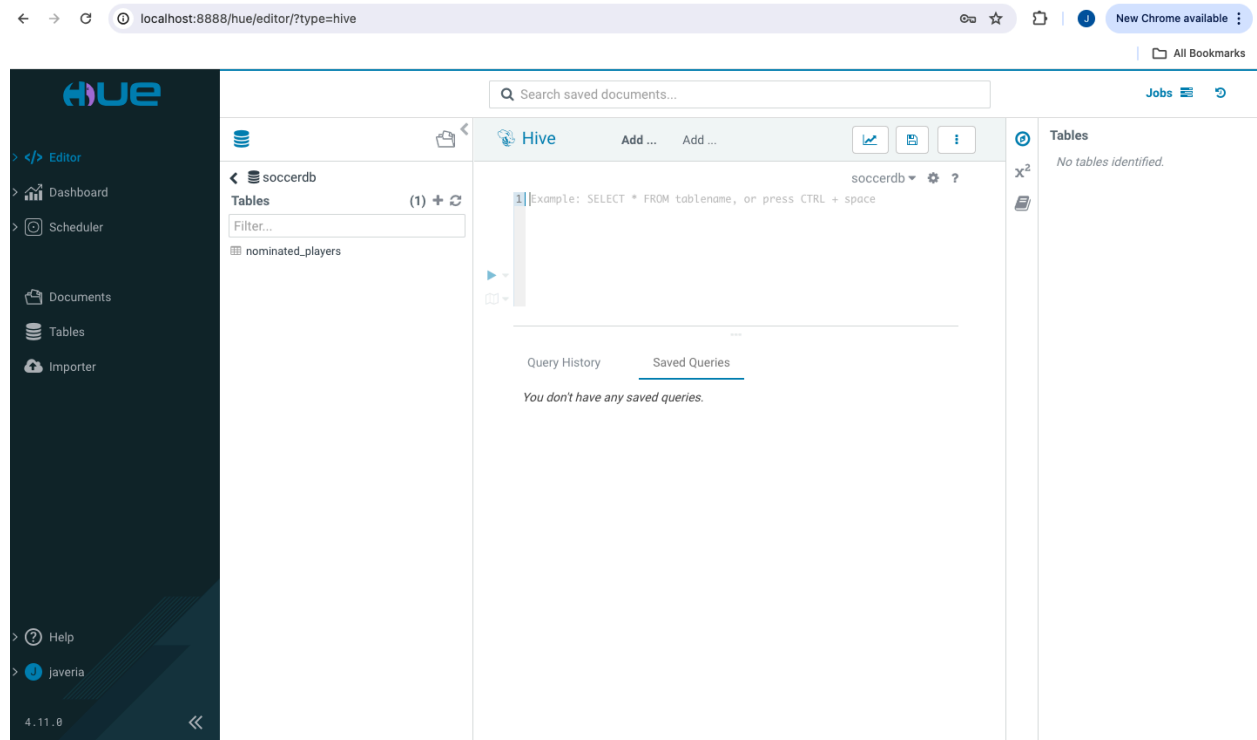 localhost:8888/hue/editor/?type=hive
J
New Chrome available
All Bookmarks
HUE
Search saved documents...
Jobs
Editor
Dashboard
Scheduler
Documents
Tables
Importer
Help
J javeria
4.11.0
soccerdb
Tables (1)
Filter...
nominated_players
Hive Add ... Add ...
soccerdb ?
1 Example: SELECT * FROM tablename, or press CTRL + space
...
Query History Saved Queries
You don't have any saved queries.
x²
Tables
No tables identified.